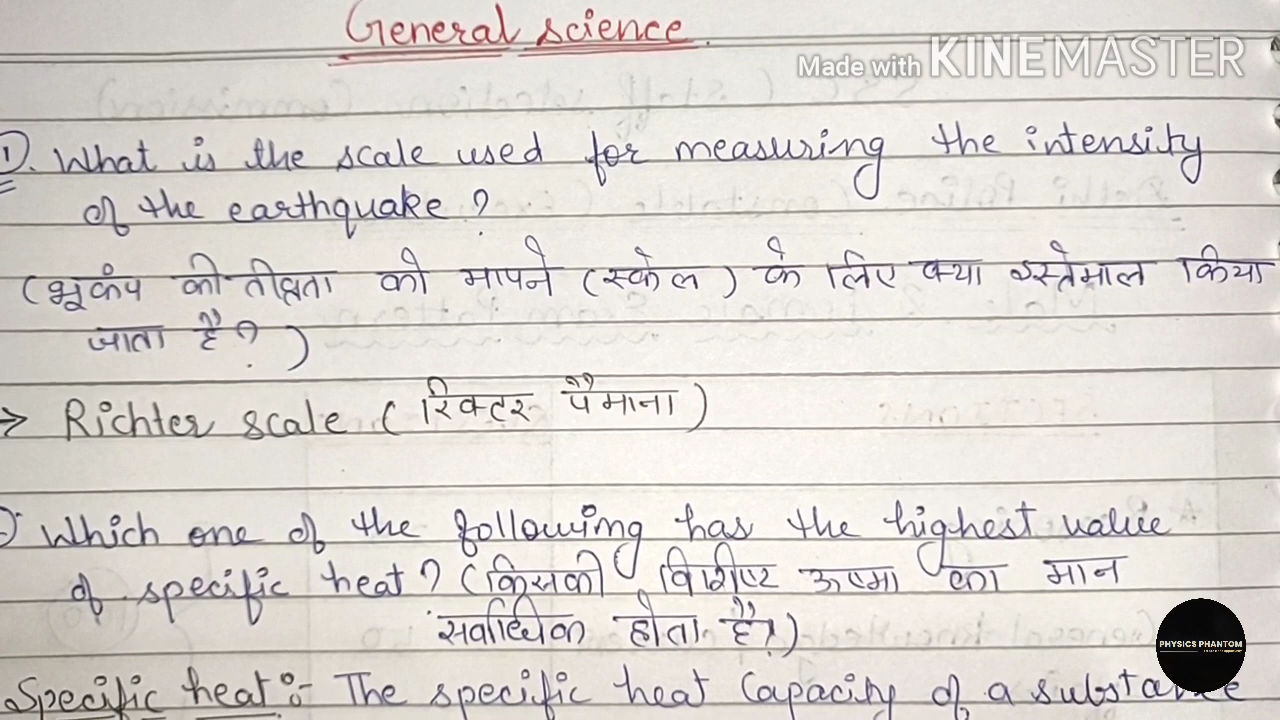 General science
Made with KINEMASTER
1). What is the scale used for measuring the intensity
of the earthquake?
(भूकंप की तीव्रता को मापने (स्केल) के लिए क्या इस्तेमाल किया
जाता है?)
→ Richter scale (रिक्टर पैमाना)
Which one of the following has the highest value
of specific heat? (किसकी विशिष्ट ऊष्मा का मान
सर्वाधिक होता है?)
PHYSICS PHANTOM
Specific heat:- The specific heat Capacity of a substance